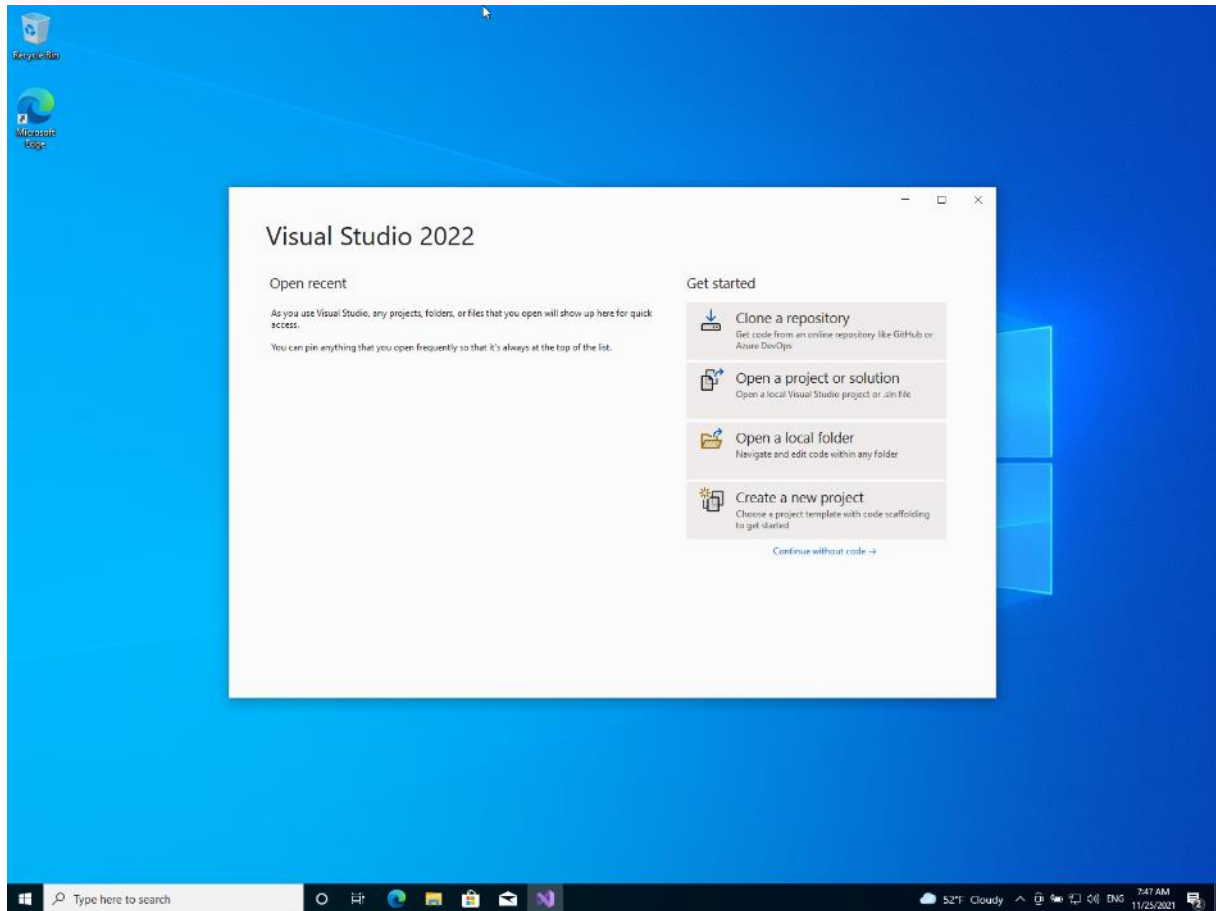 Recycle Bin
Microsoft
Edge
Visual Studio 2022
Open recent
As you use Visual Studio, any projects, folders, or files that you open will show up here for quick
access.
You can pin anything that you open frequently so that it's always at the top of the list.
Get started
Clone a repository
Get code from an online repository like GitHub or
Azure DevOps
Open a project or solution
Open a local Visual Studio project or .sln file
Open a local folder
Navigate and edit code within any folder
Create a new project
Choose a project template with code scaffolding
to get started
Continue without code →
Type here to search
52°F Cloudy
ENG
7:47 AM
11/25/2021
2